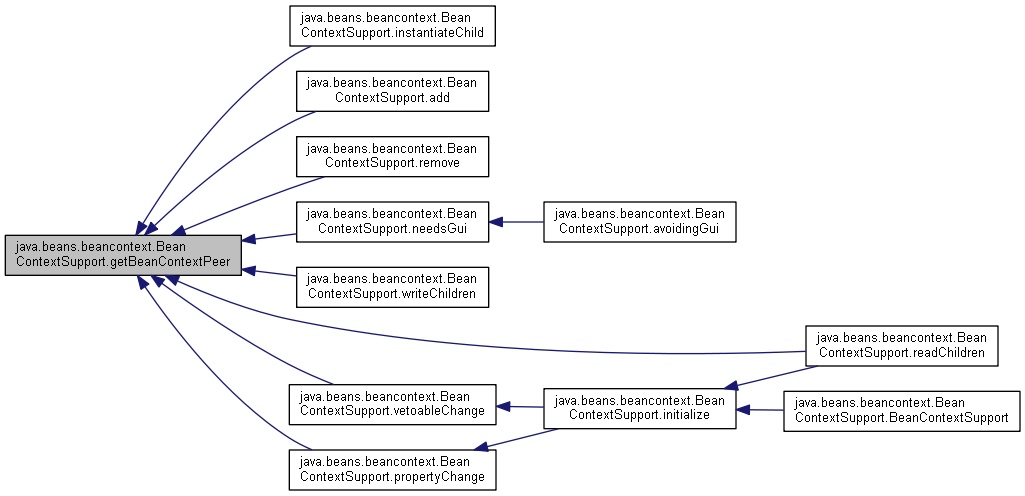 java.beans.beancontext.Bean
ContextSupport.instantiateChild
java.beans.beancontext.Bean
ContextSupport.add
java.beans.beancontext.Bean
ContextSupport.remove
java.beans.beancontext.Bean
ContextSupport.needsGui
java.beans.beancontext.Bean
ContextSupport.avoidingGui
java.beans.beancontext.Bean
ContextSupport.getBeanContextPeer
java.beans.beancontext.Bean
ContextSupport.writeChildren
java.beans.beancontext.Bean
ContextSupport.readChildren
java.beans.beancontext.Bean
ContextSupport.vetoableChange
java.beans.beancontext.Bean
ContextSupport.initialize
java.beans.beancontext.Bean
ContextSupport.BeanContextSupport
java.beans.beancontext.Bean
ContextSupport.propertyChange